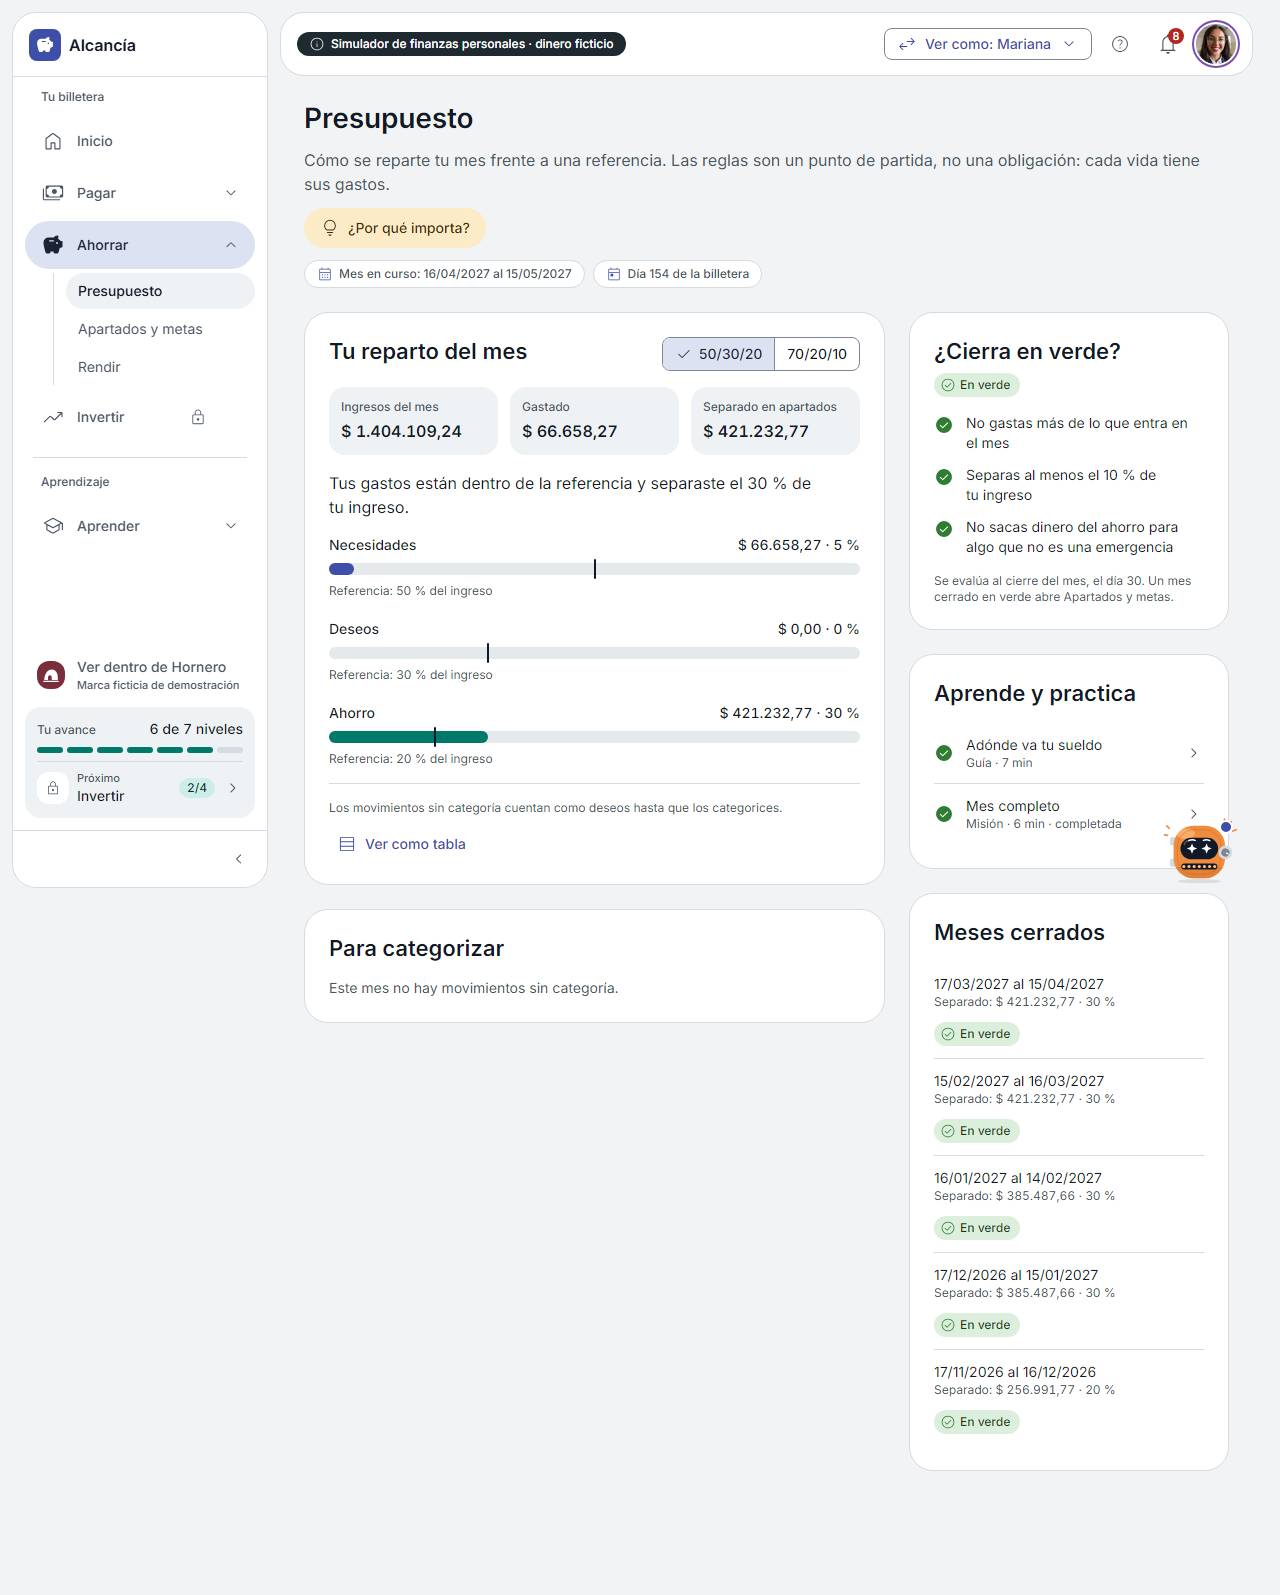 Alcancía
Tu billetera
Inicio
Pagar
Ahorrar
Presupuesto
Apartados y metas
Rendir
Invertir
Aprendizaje
Aprender
Ver dentro de Hornero
Marca ficticia de demostración
Tu avance
6 de 7 niveles
Próximo
Invertir
2/4
Simulador de finanzas personales · dinero ficticio
Ver como: Mariana
8
Presupuesto
Cómo se reparte tu mes frente a una referencia. Las reglas son un punto de partida, no una obligación: cada vida tiene
sus gastos.
¿Por qué importa?
Mes en curso: 16/04/2027 al 15/05/2027
Día 154 de la billetera
Tu reparto del mes
50/30/20
70/20/10
Ingresos del mes
$ 1.404.109,24
Gastado
$ 66.658,27
Separado en apartados
$ 421.232,77
Tus gastos están dentro de la referencia y separaste el 30 % de
tu ingreso.
Necesidades
$ 66.658,27 · 5 %
Referencia: 50 % del ingreso
Deseos
$ 0,00 · 0 %
Referencia: 30 % del ingreso
Ahorro
$ 421.232,77 · 30 %
Referencia: 20 % del ingreso
Los movimientos sin categoría cuentan como deseos hasta que los categorices.
Ver como tabla
Para categorizar
Este mes no hay movimientos sin categoría.
¿Cierra en verde?
En verde
No gastas más de lo que entra en
el mes
Separas al menos el 10 % de
tu ingreso
No sacas dinero del ahorro para
algo que no es una emergencia
Se evalúa al cierre del mes, el día 30. Un mes
cerrado en verde abre Apartados y metas.
Aprende y practica
Adónde va tu sueldo
Guía · 7 min
Mes completo
Misión · 6 min · completada
Meses cerrados
17/03/2027 al 15/04/2027
Separado: $ 421.232,77 · 30 %
En verde
15/02/2027 al 16/03/2027
Separado: $ 421.232,77 · 30 %
En verde
16/01/2027 al 14/02/2027
Separado: $ 385.487,66 · 30 %
En verde
17/12/2026 al 15/01/2027
Separado: $ 385.487,66 · 30 %
En verde
17/11/2026 al 16/12/2026
Separado: $ 256.991,77 · 20 %
En verde